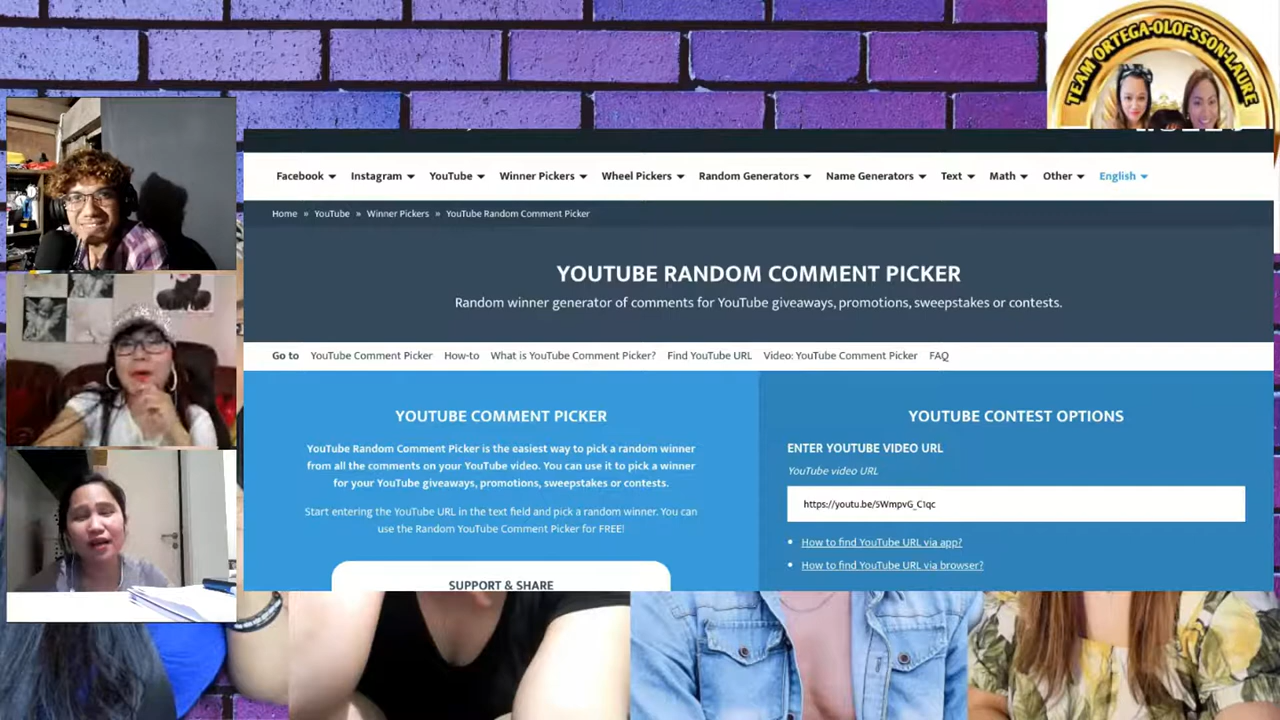 TEAM ORTEGA-OLOFSSON-LAURE
Facebook Instagram YouTube Winner Pickers Wheel Pickers Random Generators Name Generators Text Math Other English
Home » YouTube » Winner Pickers » YouTube Random Comment Picker
YOUTUBE RANDOM COMMENT PICKER
Random winner generator of comments for YouTube giveaways, promotions, sweepstakes or contests.
Go to YouTube Comment Picker How-to What is YouTube Comment Picker? Find YouTube URL Video: YouTube Comment Picker FAQ
YOUTUBE COMMENT PICKER
YouTube Random Comment Picker is the easiest way to pick a random winner
from all the comments on your YouTube video. You can use it to pick a winner
for your YouTube giveaways, promotions, sweepstakes or contests.
Start entering the YouTube URL in the text field and pick a random winner. You can
use the Random YouTube Comment Picker for FREE!
SUPPORT & SHARE
YOUTUBE CONTEST OPTIONS
ENTER YOUTUBE VIDEO URL
YouTube video URL
https://youtu.be/5WmpvG_C1qc
• How to find YouTube URL via app?
• How to find YouTube URL via browser?